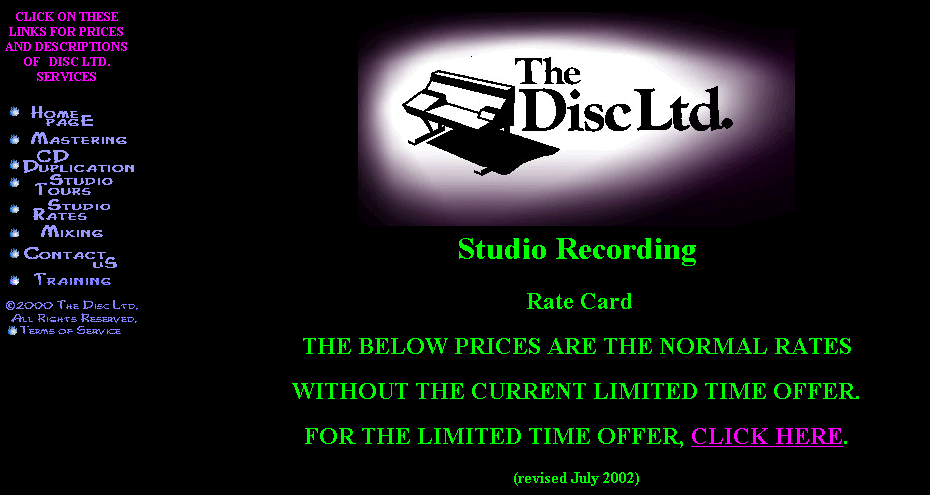 CLICK ON THESE
LINKS FOR PRICES
AND DESCRIPTIONS
OF DISC LTD.
SERVICES
HOME
PAGE
MASTERING
CD
DUPLICATION
STUDIO
TOURS
STUDIO
RATES
MIXING
CONTACT
US
TRAINING
©2000 THE DISC LTD.
ALL RIGHTS RESERVED.
TERMS OF SERVICE
The
Disc Ltd.
Studio Recording
Rate Card
THE BELOW PRICES ARE THE NORMAL RATES
WITHOUT THE CURRENT LIMITED TIME OFFER.
FOR THE LIMITED TIME OFFER, CLICK HERE.
(revised July 2002)